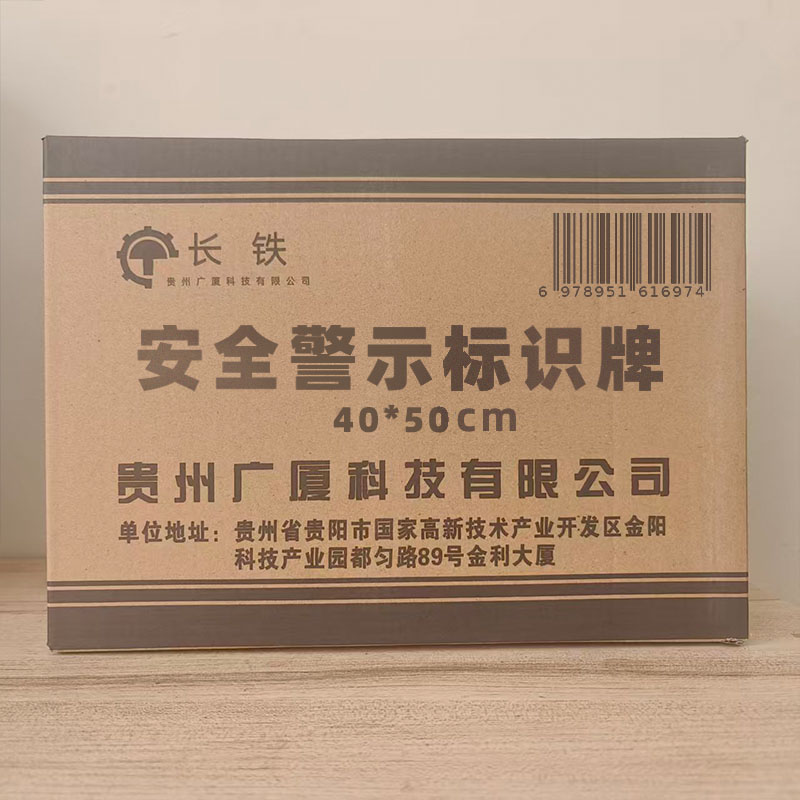 长铁
贵州广厦科技有限公司
6 978951 616974
安全警示标识牌
40*50cm
贵州广厦科技有限公司
单位地址：贵州省贵阳市国家高新技术产业开发区金阳
科技产业园都匀路89号金利大厦